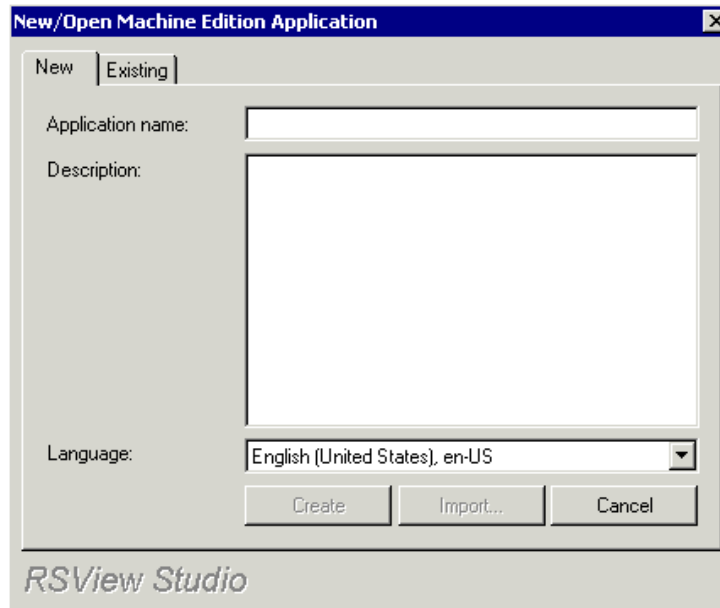 New/Open Machine Edition Application
New
Existing
Application name:
Description:
Language:
English (United States), en-US
Create
Import...
Cancel
RSView Studio